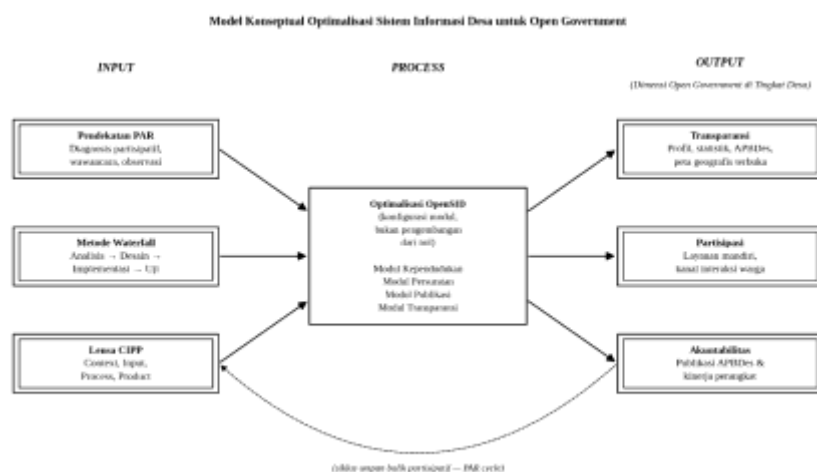 Model Konseptual Optimalisasi Sistem Informasi Desa untuk Open Government
INPUT
PROCESS
OUTPUT
(Dimensi Open Government di Tingkat Desa)
Pendekatan PAR
Diagnosis partisipatif,
wawancara, observasi
Metode Waterfall
Analisis → Desain →
Implementasi → Uji
Lensa CIPP
Context, Input,
Process, Product
Optimalisasi OpenSID
(konfigurasi modul,
bukan pengembangan
dari nol)
Modul Kependudukan
Modul Persuratan
Modul Publikasi
Modul Transparansi
Transparansi
Profil, statistik, APBDes,
peta geografis terbuka
Partisipasi
Layanan mandiri,
kanal interaksi warga
Akuntabilitas
Publikasi APBDes &
kinerja perangkat
(siklus umpan balik partisipatif — PAR cycle)